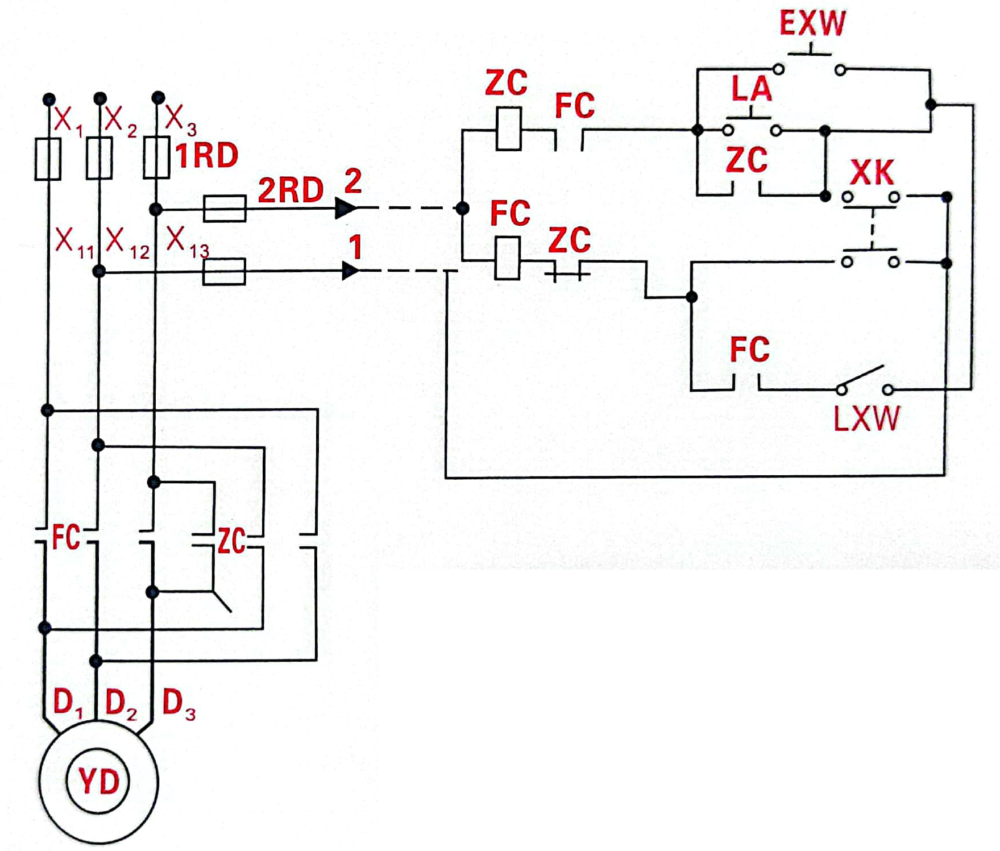 EXW
ZC
FC
LA
X1 X2 X3
1RD
ZC
XK
2RD
2
FC
X11 X12 X13
1
ZC
FC
LXW
FC
ZC
D1 D2 D3
YD